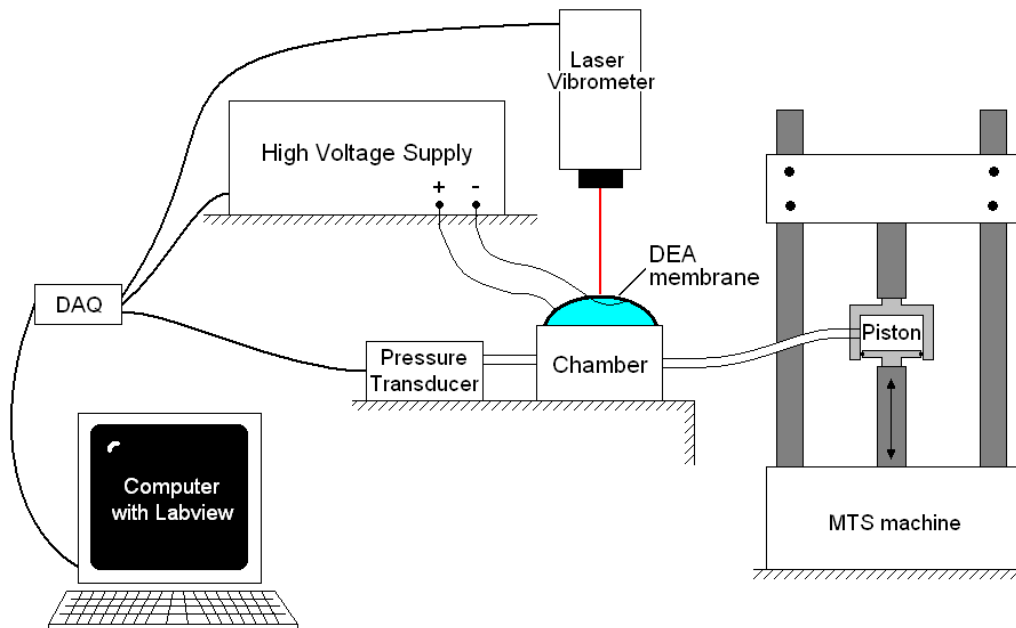 Laser
Vibrometer
High Voltage Supply
+ -
DEA
membrane
DAQ
Piston
Pressure
Transducer
Chamber
Computer
with Labview
MTS machine